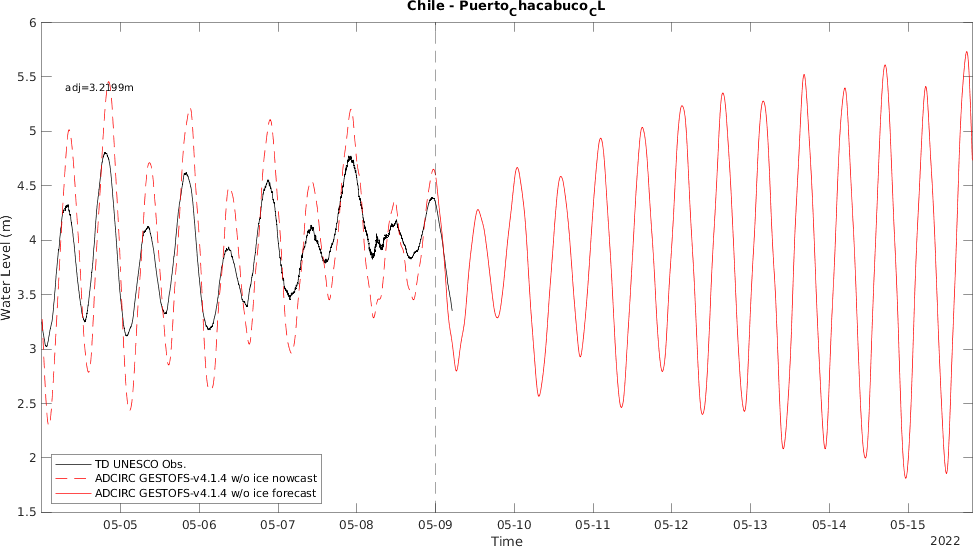 Chile - PuertoChacabucoCL
6
5.5
5
4.5
4
3.5
3
2.5
2
1.5
Water Level (m)
adj=3.2199m
TD UNESCO Obs.
ADCIRC GESTOFS-v4.1.4 w/o ice nowcast
ADCIRC GESTOFS-v4.1.4 w/o ice forecast
05-05 05-06 05-07 05-08 05-09 05-10 05-11 05-12 05-13 05-14 05-15
Time
2022